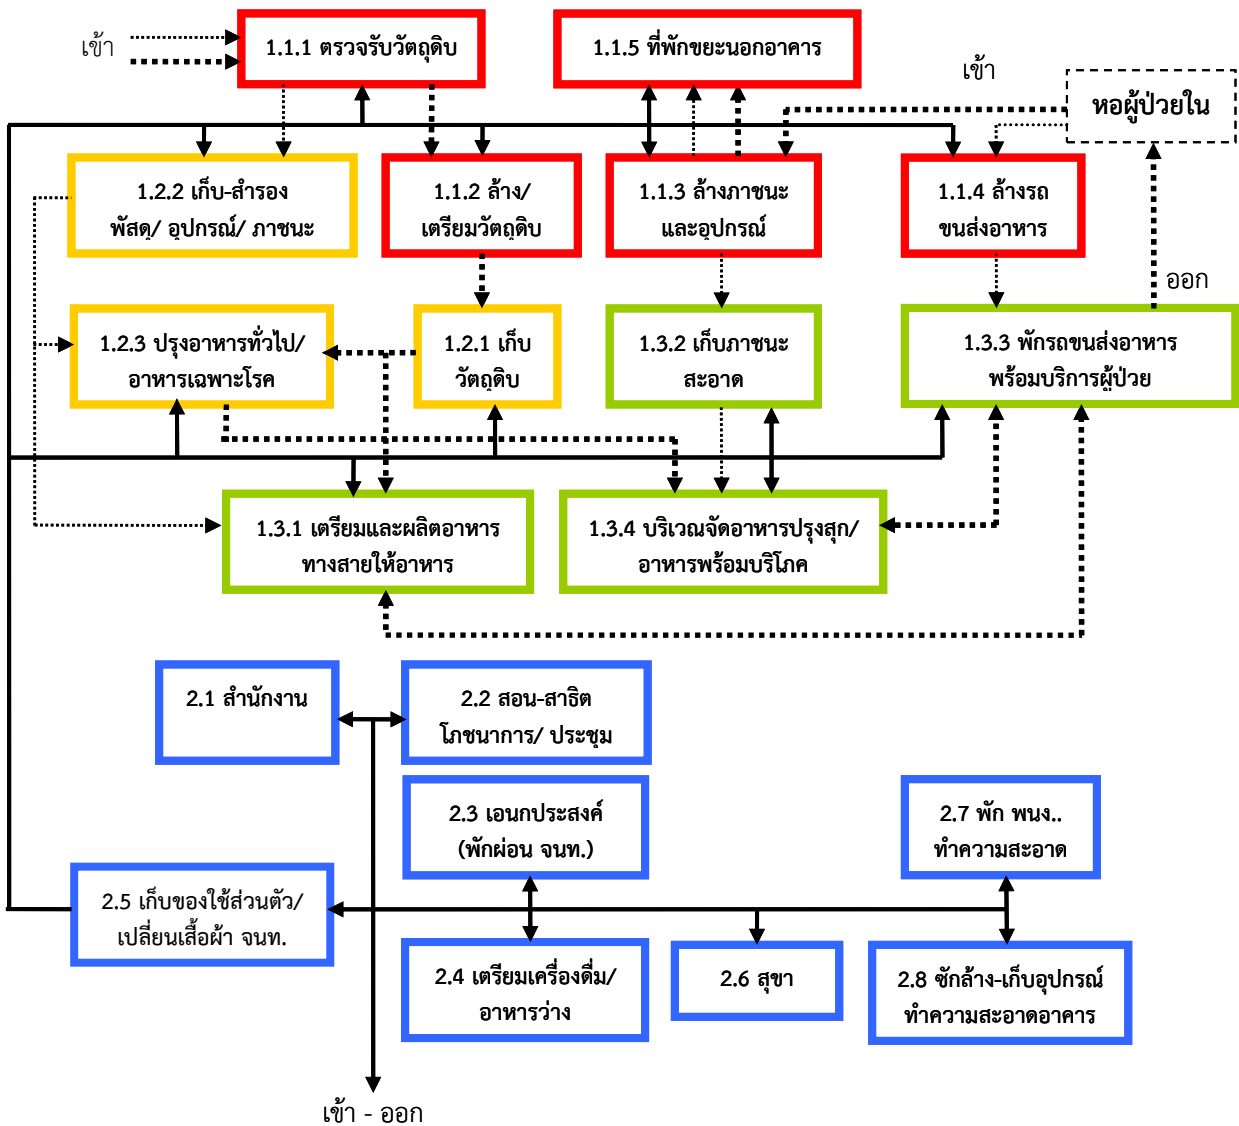 เข้า
1.1.1 ตรวจรับวัตถุดิบ
1.1.5 ที่พักขยะนอกอาคาร
เข้า
หอผู้ป่วยใน
1.2.2 เก็บ-สำรอง
พัสดุ/ อุปกรณ์/ ภาชนะ
1.1.2 ล้าง/
เตรียมวัตถุดิบ
1.1.3 ล้างภาชนะ
และอุปกรณ์
1.1.4 ล้างรถ
ขนส่งอาหาร
ออก
1.2.3 ปรุงอาหารทั่วไป/
อาหารเฉพาะโรค
1.2.1 เก็บ
วัตถุดิบ
1.3.2 เก็บภาชนะ
สะอาด
1.3.3 พักรถขนส่งอาหาร
พร้อมบริการผู้ป่วย
1.3.1 เตรียมและผลิตอาหาร
ทางสายให้อาหาร
1.3.4 บริเวณจัดอาหารปรุงสุก/
อาหารพร้อมบริโภค
2.1 สำนักงาน
2.2 สอน-สาธิต
โภชนาการ/ ประชุม
2.3 เอนกประสงค์
(พักผ่อน จนท.)
2.7 พัก พนง..
ทำความสะอาด
2.5 เก็บของใช้ส่วนตัว/
เปลี่ยนเสื้อผ้า จนท.
2.4 เตรียมเครื่องดื่ม/
อาหารว่าง
2.6 สุขา
2.8 ซักล้าง-เก็บอุปกรณ์
ทำความสะอาดอาคาร
เข้า - ออก